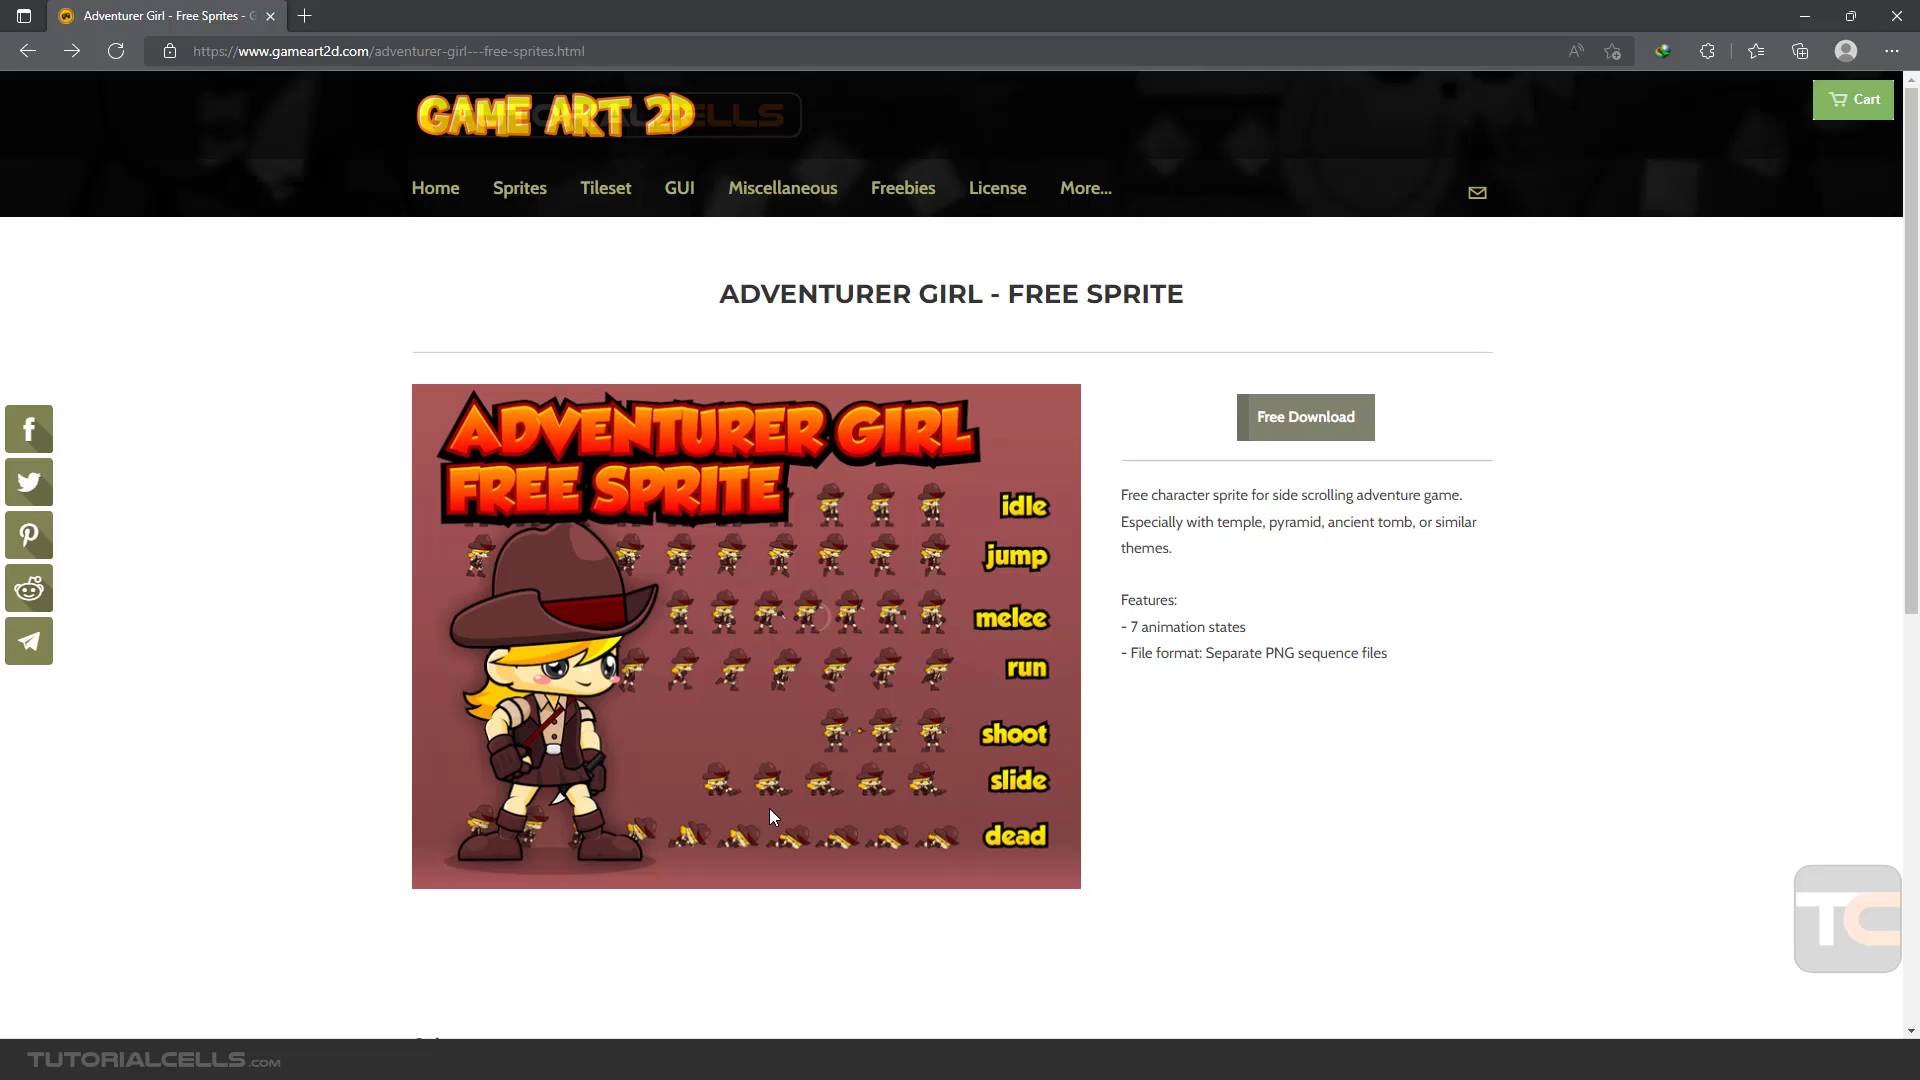 Adventurer Girl - Free Sprites - G
https://www.gameart2d.com/adventurer-girl---free-sprites.html
GAME ART 2D
Cart
Home Sprites Tileset GUI Miscellaneous Freebies License More...
ADVENTURER GIRL - FREE SPRITE
ADVENTURER GIRL
FREE SPRITE
idle
jump
melee
run
shoot
slide
dead
Free Download
Free character sprite for side scrolling adventure game.
Especially with temple, pyramid, ancient tomb, or similar
themes.
Features:
- 7 animation states
- File format: Separate PNG sequence files
TC
TUTORIALCELLS.COM